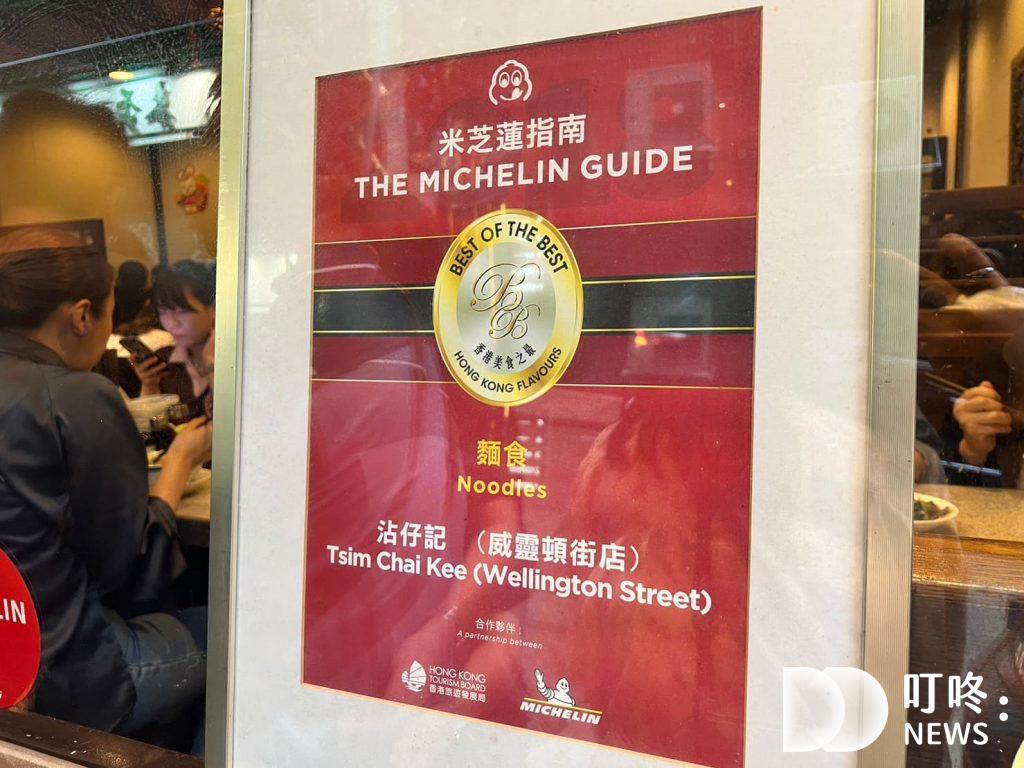 米芝蓮指南
THE MICHELIN GUIDE
BEST OF THE BEST
BB
香港美食之最
HONG KONG FLAVOURS
麵食
Noodles
沾仔記 （威靈頓街店）
Tsim Chai Kee (Wellington Street)
合作夥伴：
A partnership between
HONG KONG
TOURISM BOARD
香港旅遊發展局
MICHELIN
LIN
叮咚：
NEWS